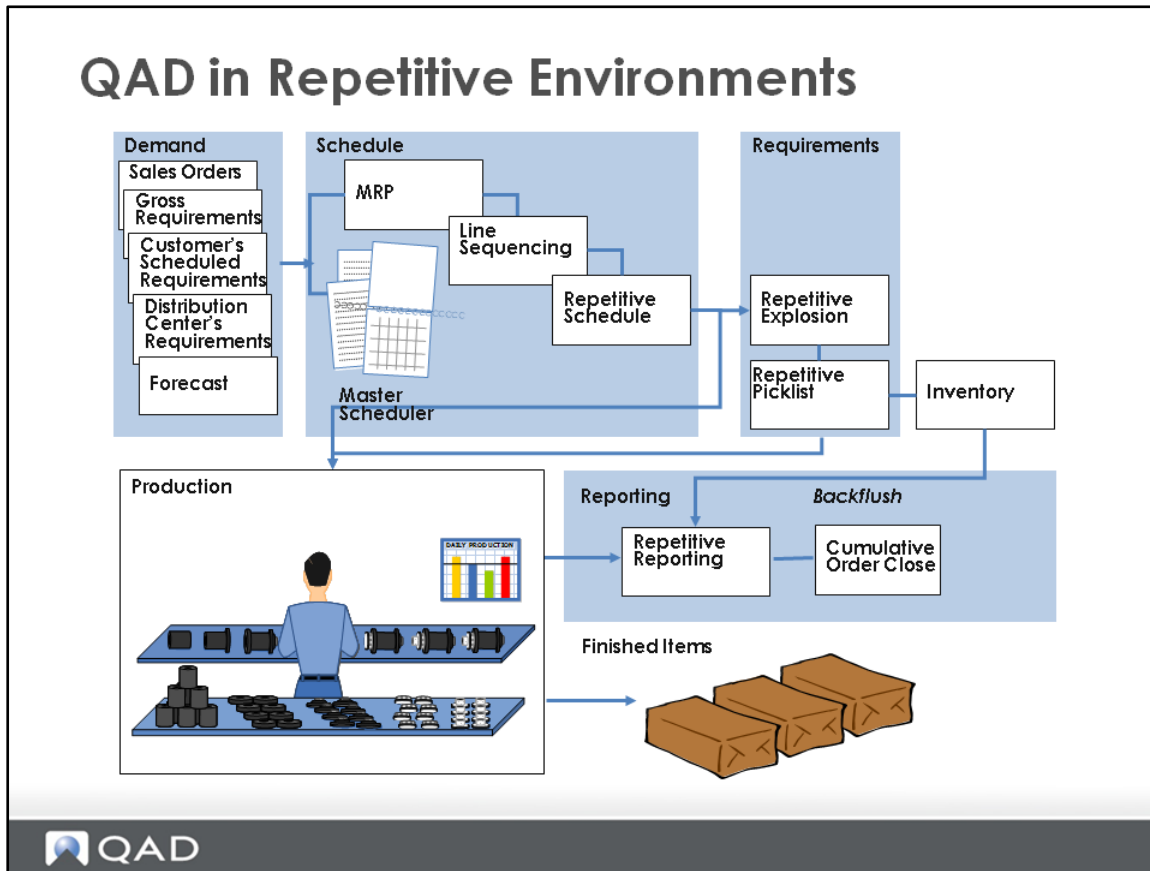 QAD in Repetitive Environments
Demand
Sales Orders
Gross
Requirements
Customer's
Scheduled
Requirements
Distribution
Center's
Requirements
Forecast
Schedule
MRP
Line
Sequencing
Repetitive
Schedule
Master
Scheduler
Requirements
Repetitive
Explosion
Repetitive
Picklist
Inventory
Production
DAILY PRODUCTION
Reporting
Backflush
Repetitive
Reporting
Cumulative
Order Close
Finished Items
QAD